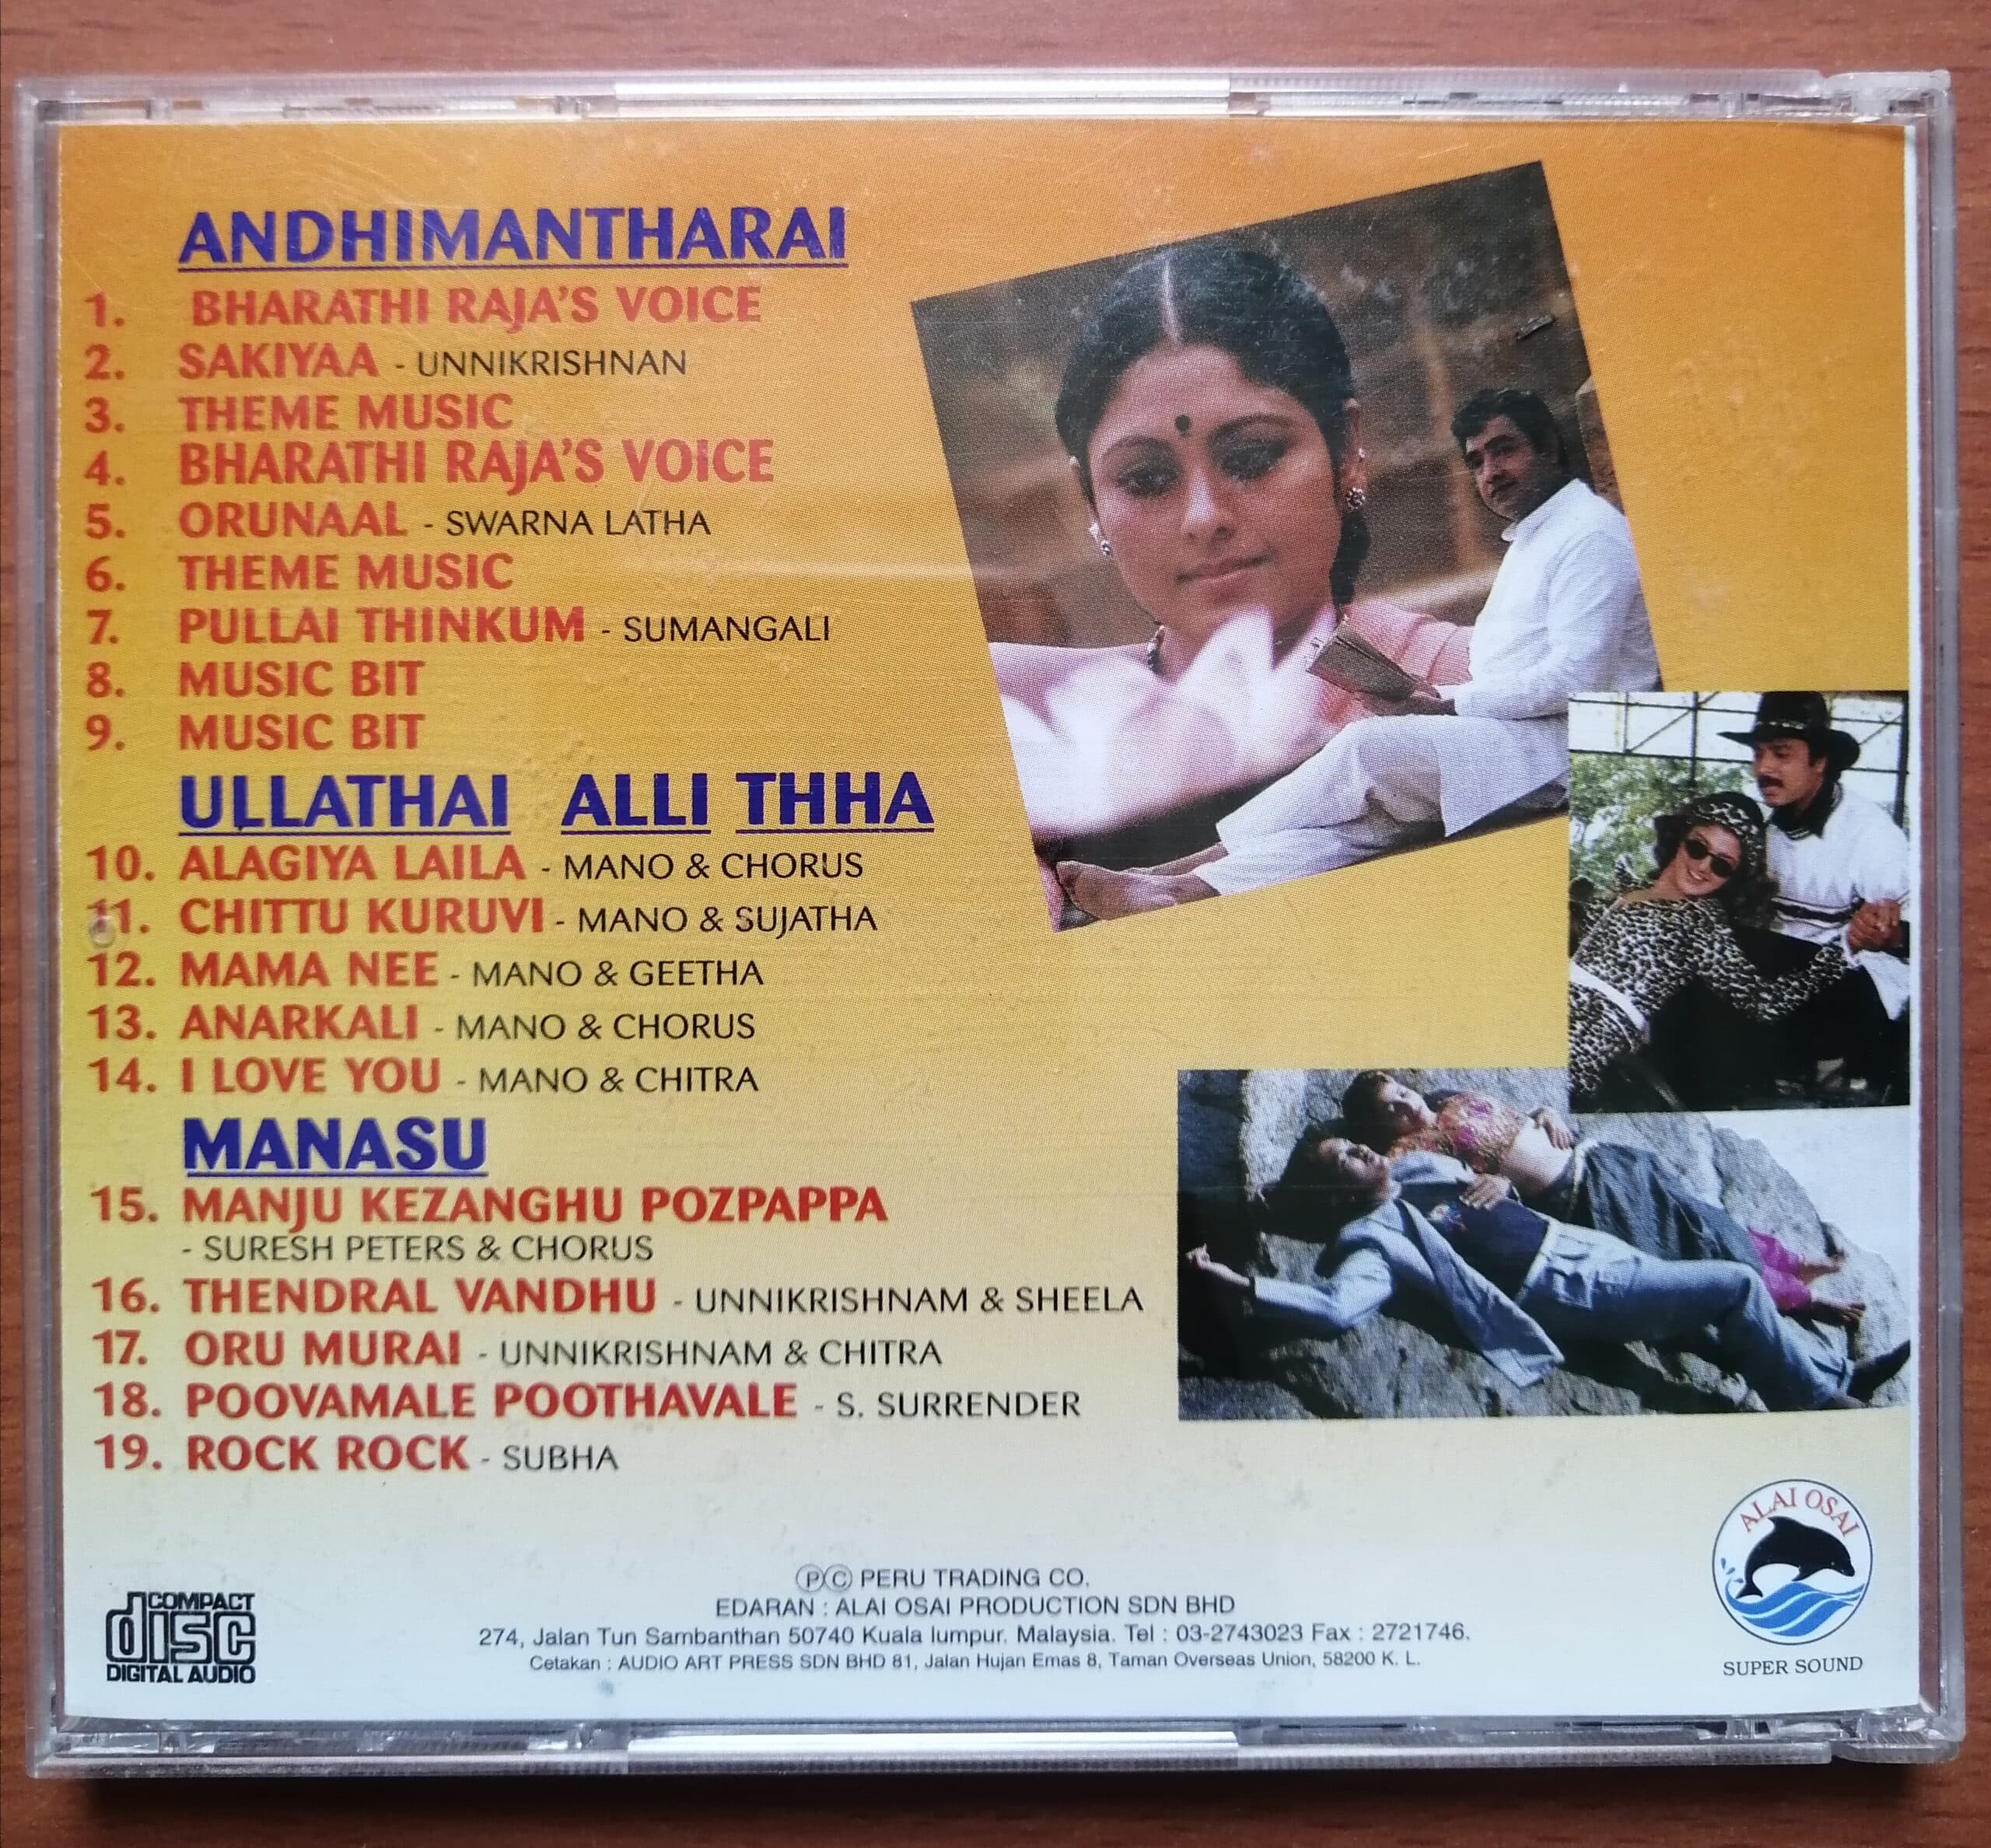 ANDHIMANTHARAI
1. BHARATHI RAJA'S VOICE
2. SAKIYAA - UNNIKRISHNAN
3. THEME MUSIC
4. BHARATHI RAJA'S VOICE
5. ORUNAAL - SWARNA LATHA
6. THEME MUSIC
7. PULLAI THINKUM - SUMANGALI
8. MUSIC BIT
9. MUSIC BIT
ULLATHAI ALLI THHA
10. ALAGIYA LAILA - MANO & CHORUS
11. CHITTU KURUVI - MANO & SUJATHA
12. MAMA NEE - MANO & GEETHA
13. ANARKALI - MANO & CHORUS
14. I LOVE YOU - MANO & CHITRA
MANASU
15. MANJU KEZANGHU POZPAPPA
- SURESH PETERS & CHORUS
16. THENDRAL VANDHU - UNNIKRISHNAM & SHEELA
17. ORU MURAI - UNNIKRISHNAM & CHITRA
18. POOVAMALE POOTHAVALE - S. SURRENDER
19. ROCK ROCK - SUBHA
ALAI OSAI
SUPER SOUND
COMPACT
disc
DIGITAL AUDIO
ⓅⒸ PERU TRADING CO.
EDARAN : ALAI OSAI PRODUCTION SDN BHD
274, Jalan Tun Sambanthan 50740 Kuala lumpur. Malaysia. Tel : 03-2743023 Fax : 2721746.
Cetakan : AUDIO ART PRESS SDN BHD 81, Jalan Hujan Emas 8, Taman Overseas Union, 58200 K. L.